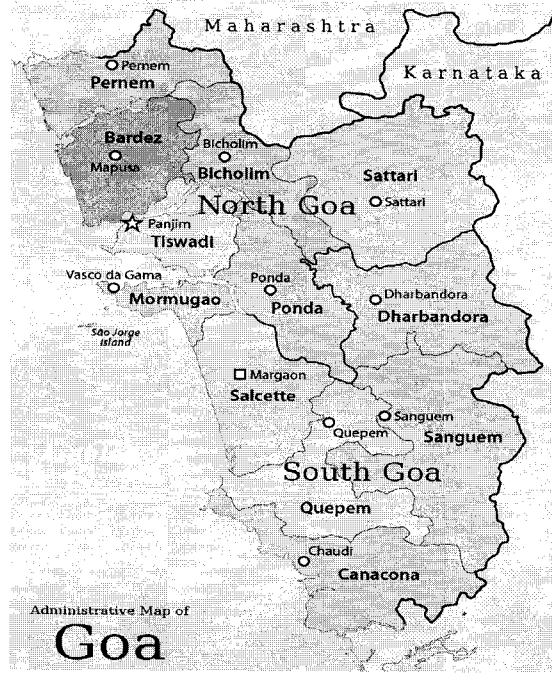 Maharashtra
Karnataka
Pernem
Pernem
Bardez
Mapusa
Bicholim
Bicholim
Sattari
Sattari
North Goa
Panjim
Tiswadi
Vasco da Gama
Mormugao
Ponda
Ponda
Dharbandora
Dharbandora
São Jorge
Island
Margaon
Salcette
Sanguem
Quepem
Sanguem
South Goa
Quepem
Chaudi
Canacona
Administrative Map of
Goa